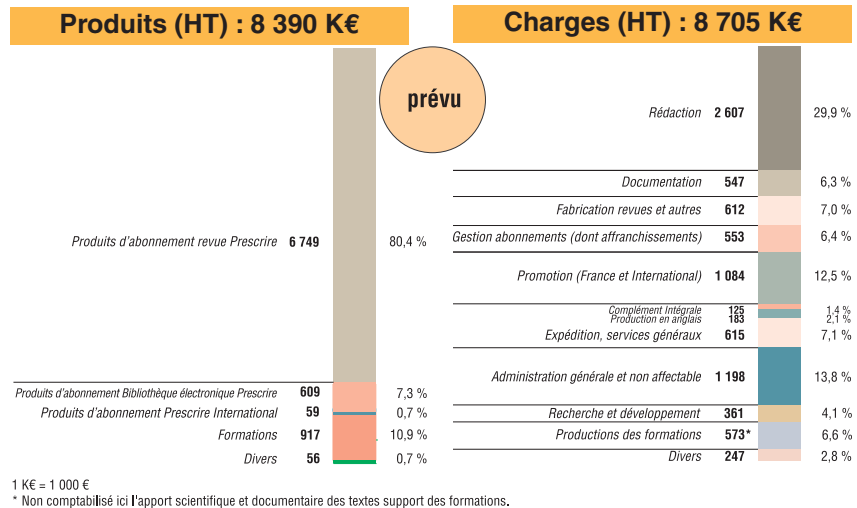 Produits (HT) : 8 390 K€
Produits d'abonnement revue Prescrire 6 749 80,4 %
Produits d'abonnement Bibliothèque électronique Prescrire 609 7,3 %
Produits d'abonnement Prescrire International 59 0,7 %
Formations 917 10,9 %
Divers 56 0,7 %
prévu
Charges (HT) : 8 705 K€
Rédaction 2 607 29,9 %
Documentation 547 6,3 %
Fabrication revues et autres 612 7,0 %
Gestion abonnements (dont affranchissements) 553 6,4 %
Promotion (France et International) 1 084 12,5 %
Complément Intégrale 125 1,4 %
Production en anglais 183 2,1 %
Expédition, services généraux 615 7,1 %
Administration générale et non affectable 1 198 13,8 %
Recherche et développement 361 4,1 %
Productions des formations 573* 6,6 %
Divers 247 2,8 %
1 K€ = 1 000 €
* Non comptabilisé ici l'apport scientifique et documentaire des textes support des formations.